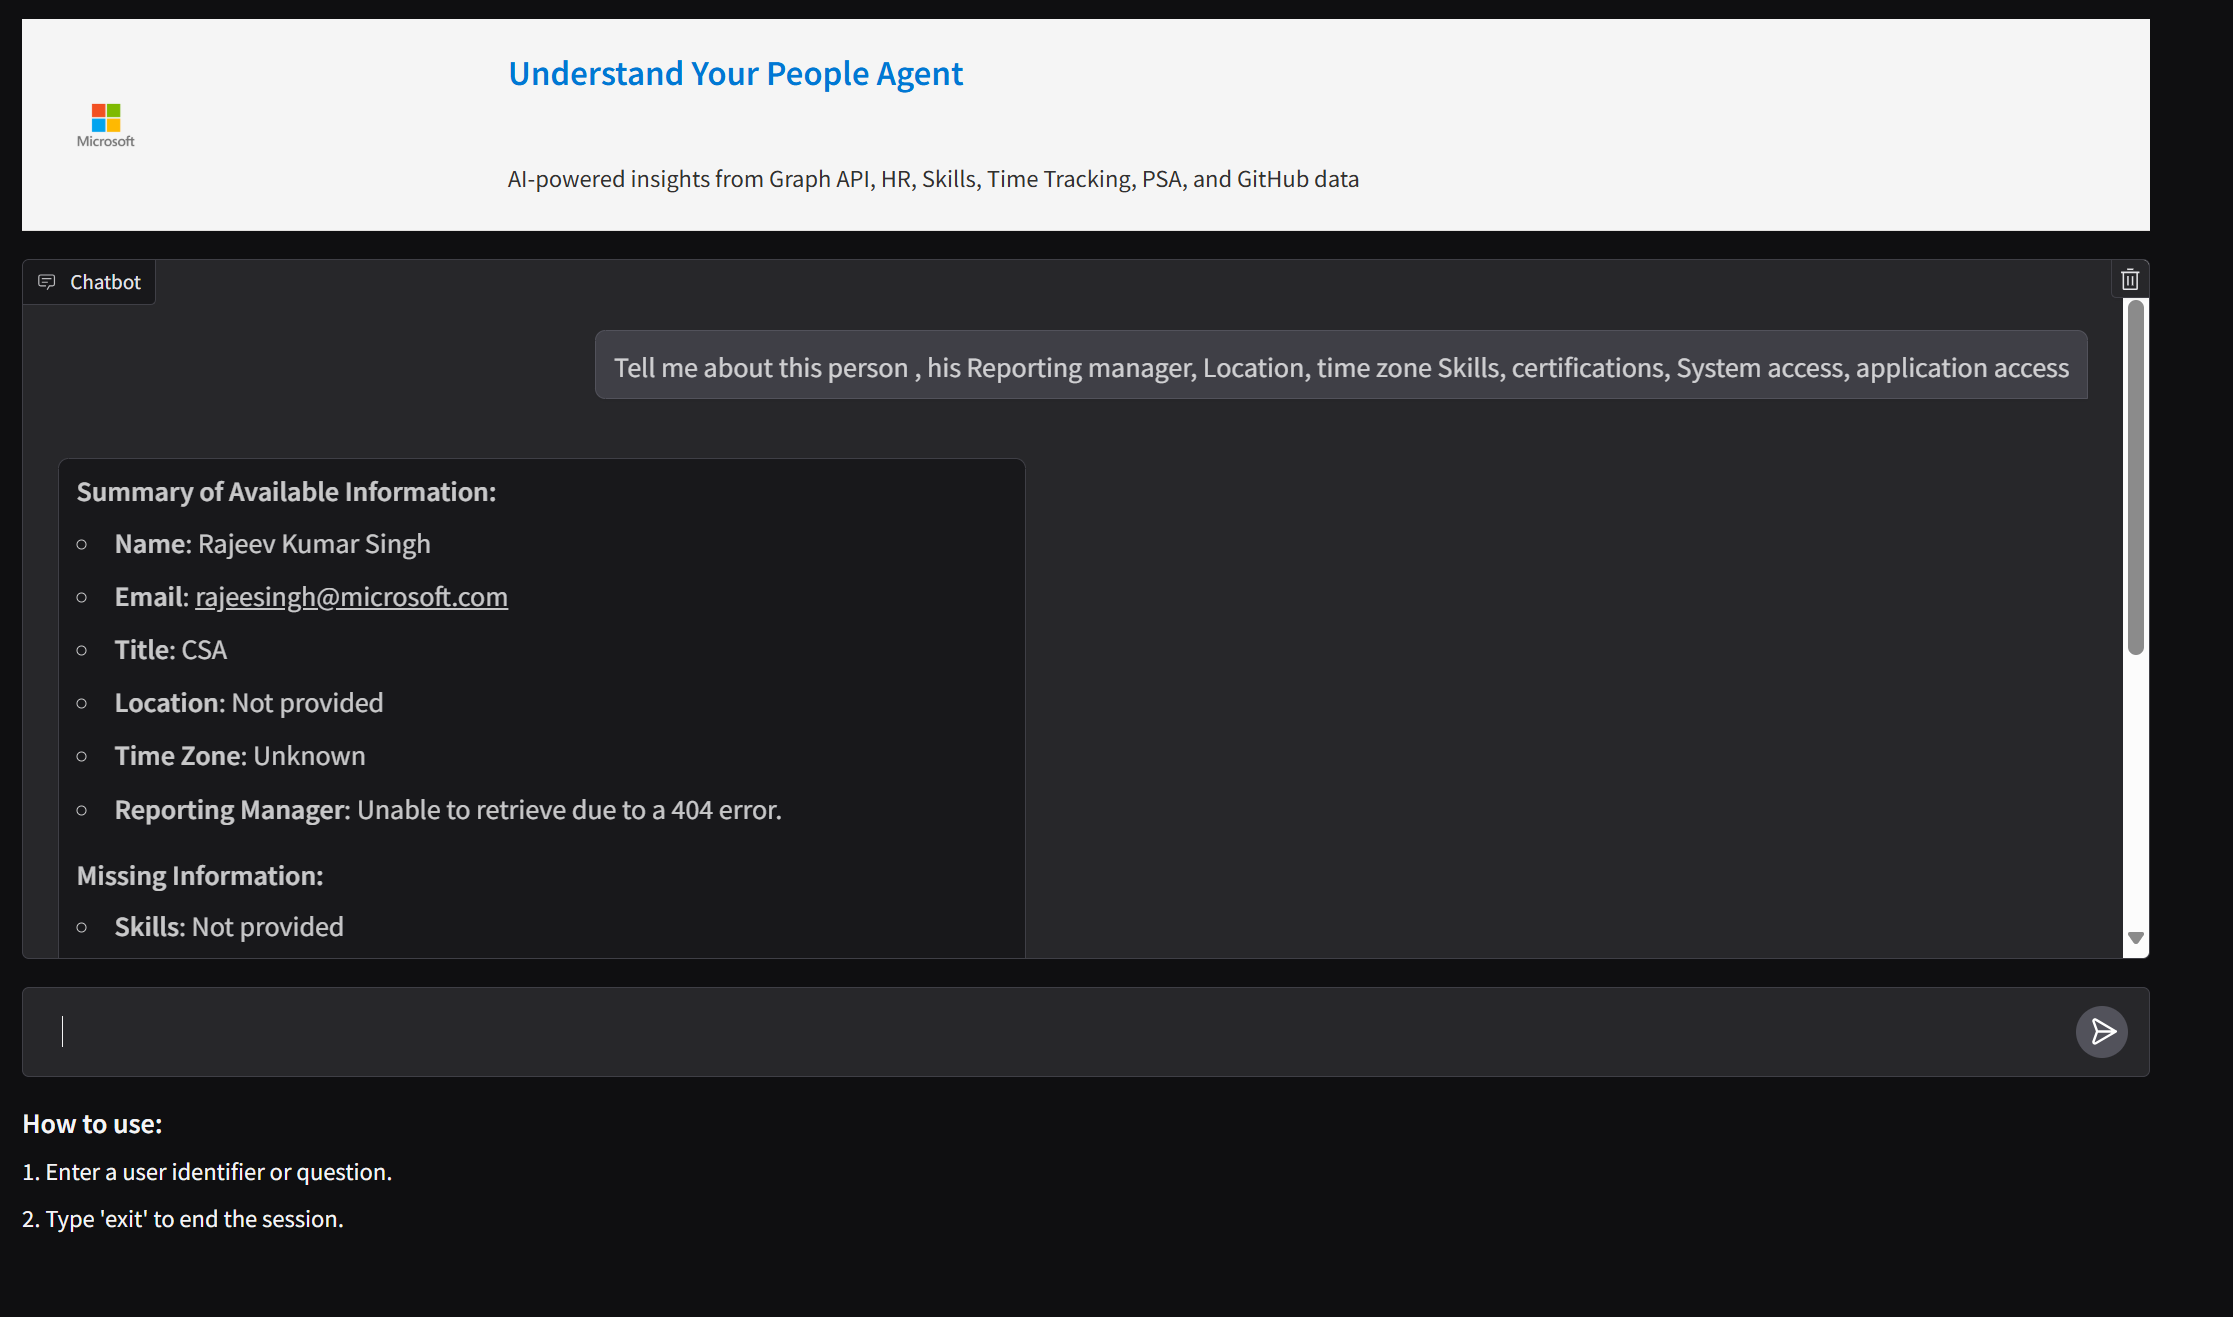 Understand Your People Agent
Microsoft
AI-powered insights from Graph API, HR, Skills, Time Tracking, PSA, and GitHub data
Chatbot
Tell me about this person , his Reporting manager, Location, time zone Skills, certifications, System access, application access
Summary of Available Information:
Name: Rajeev Kumar Singh
Email: rajeesingh@microsoft.com
Title: CSA
Location: Not provided
Time Zone: Unknown
Reporting Manager: Unable to retrieve due to a 404 error.
Missing Information:
Skills: Not provided
How to use:
1. Enter a user identifier or question.
2. Type 'exit' to end the session.